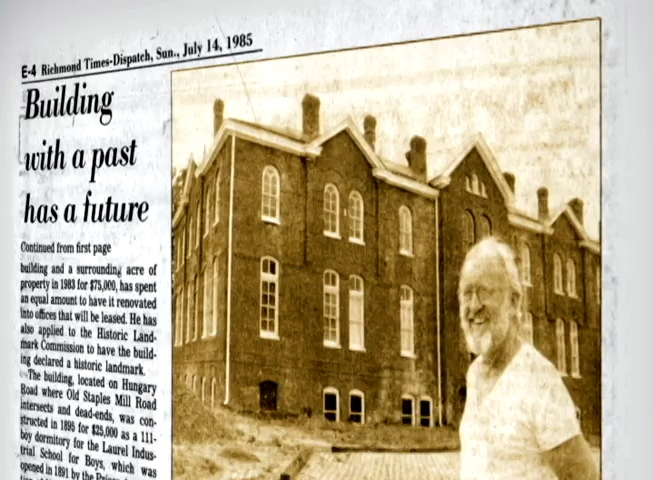 E-4 Richmond Times-Dispatch, Sun., July 14, 1985
Building
with a past
has a future
Continued from first page
building and a surrounding acre of
property in 1983 for $75,000, has spent
an equal amount to have it renovated
into offices that will be leased. He has
also applied to the Historic Land-
mark Commission to have the build-
ing declared a historic landmark.
The building, located on Hungary
Road where Old Staples Mill Road
intersects and dead-ends, was con-
structed in 1895 for $25,000 as a 111-
boy dormitory for the Laurel Indus-
trial School for Boys, which was
opened in 1891 by the